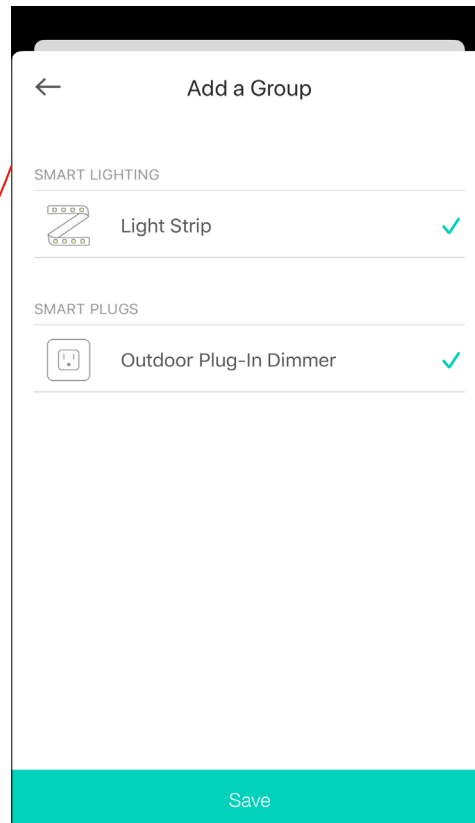 Add a Group
SMART LIGHTING
Light Strip
SMART PLUGS
Outdoor Plug-In Dimmer
Save